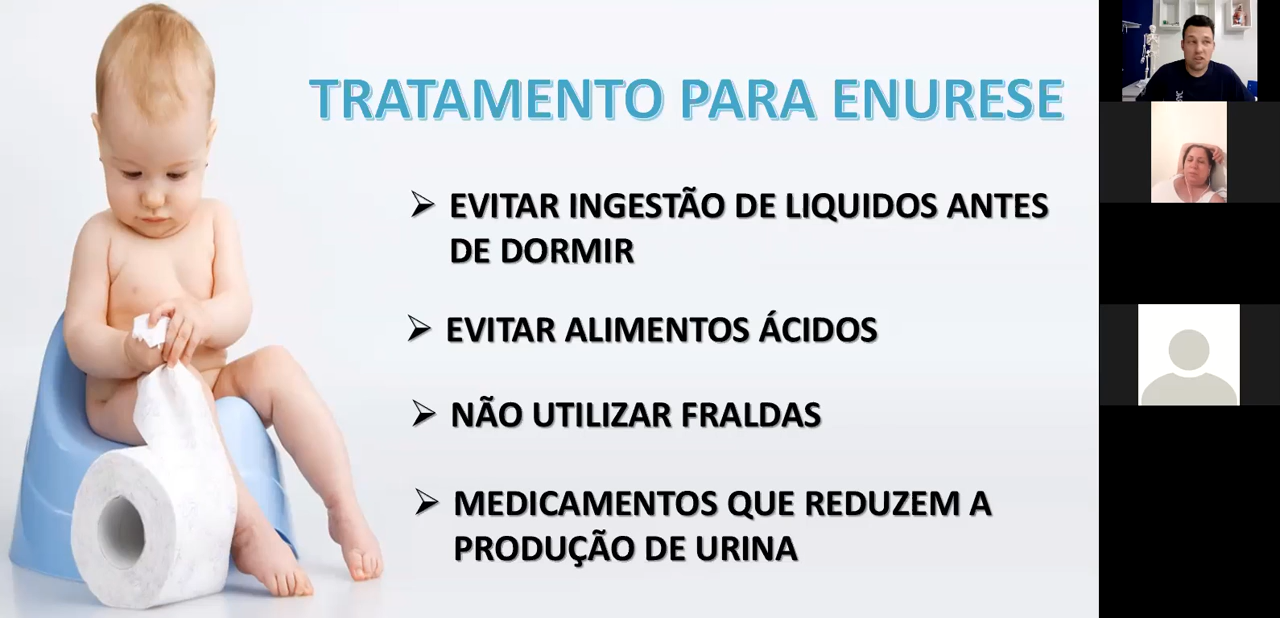 TRATAMENTO PARA ENURESE
EVITAR INGESTÃO DE LIQUIDOS ANTES
DE DORMIR
EVITAR ALIMENTOS ÁCIDOS
NÃO UTILIZAR FRALDAS
MEDICAMENTOS QUE REDUZEM A
PRODUÇÃO DE URINA